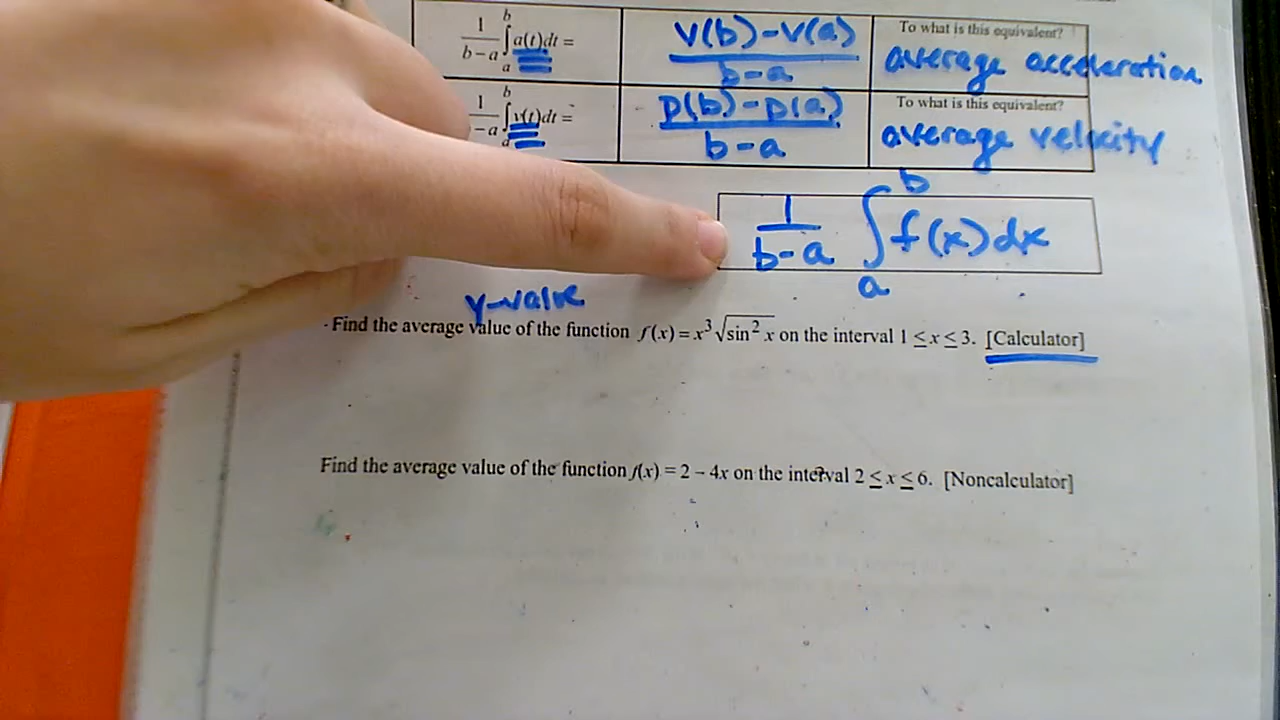 1/(b−a) ∫_a^b a(t)dt = v(b)-v(a)/b-a To what is this equivalent?
average acceleration
1/−a ∫_a^b v(t)dt = p(b)-p(a)/b-a To what is this equivalent?
average velocity
1/b-a ∫_a^b f(x)dx
y-value
Find the average value of the function f(x) = x³√sin² x on the interval 1 ≤ x ≤ 3. [Calculator]
Find the average value of the function f(x) = 2 − 4x on the interval 2 ≤ x ≤ 6. [Noncalculator]